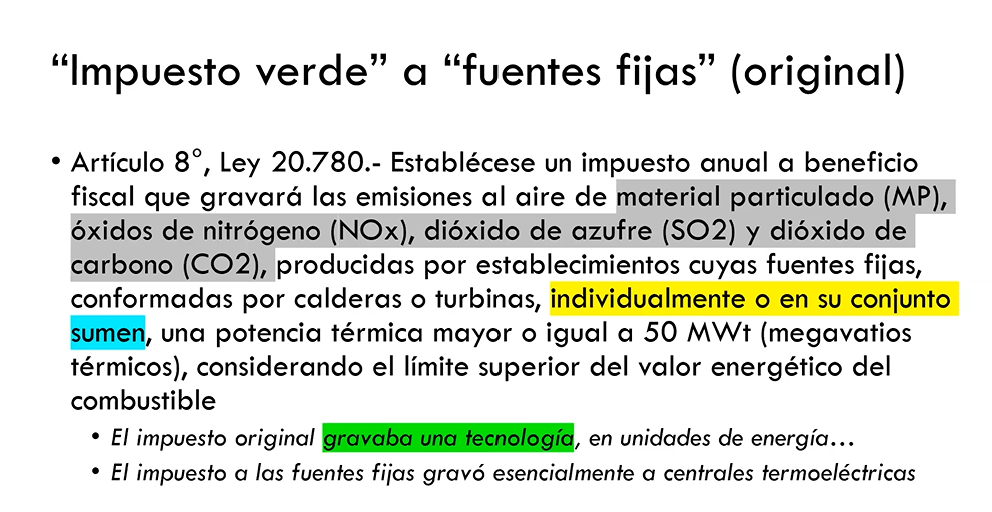 “Impuesto verde” a “fuentes fijas” (original)
• Artículo 8°, Ley 20.780.- Establécese un impuesto anual a beneficio
fiscal que gravará las emisiones al aire de material particulado (MP),
óxidos de nitrógeno (NOx), dióxido de azufre (SO2) y dióxido de
carbono (CO2), producidas por establecimientos cuyas fuentes fijas,
conformadas por calderas o turbinas, individualmente o en su conjunto
sumen, una potencia térmica mayor o igual a 50 MWt (megavatios
térmicos), considerando el límite superior del valor energético del
combustible
• El impuesto original gravaba una tecnología, en unidades de energía…
• El impuesto a las fuentes fijas gravó esencialmente a centrales termoeléctricas